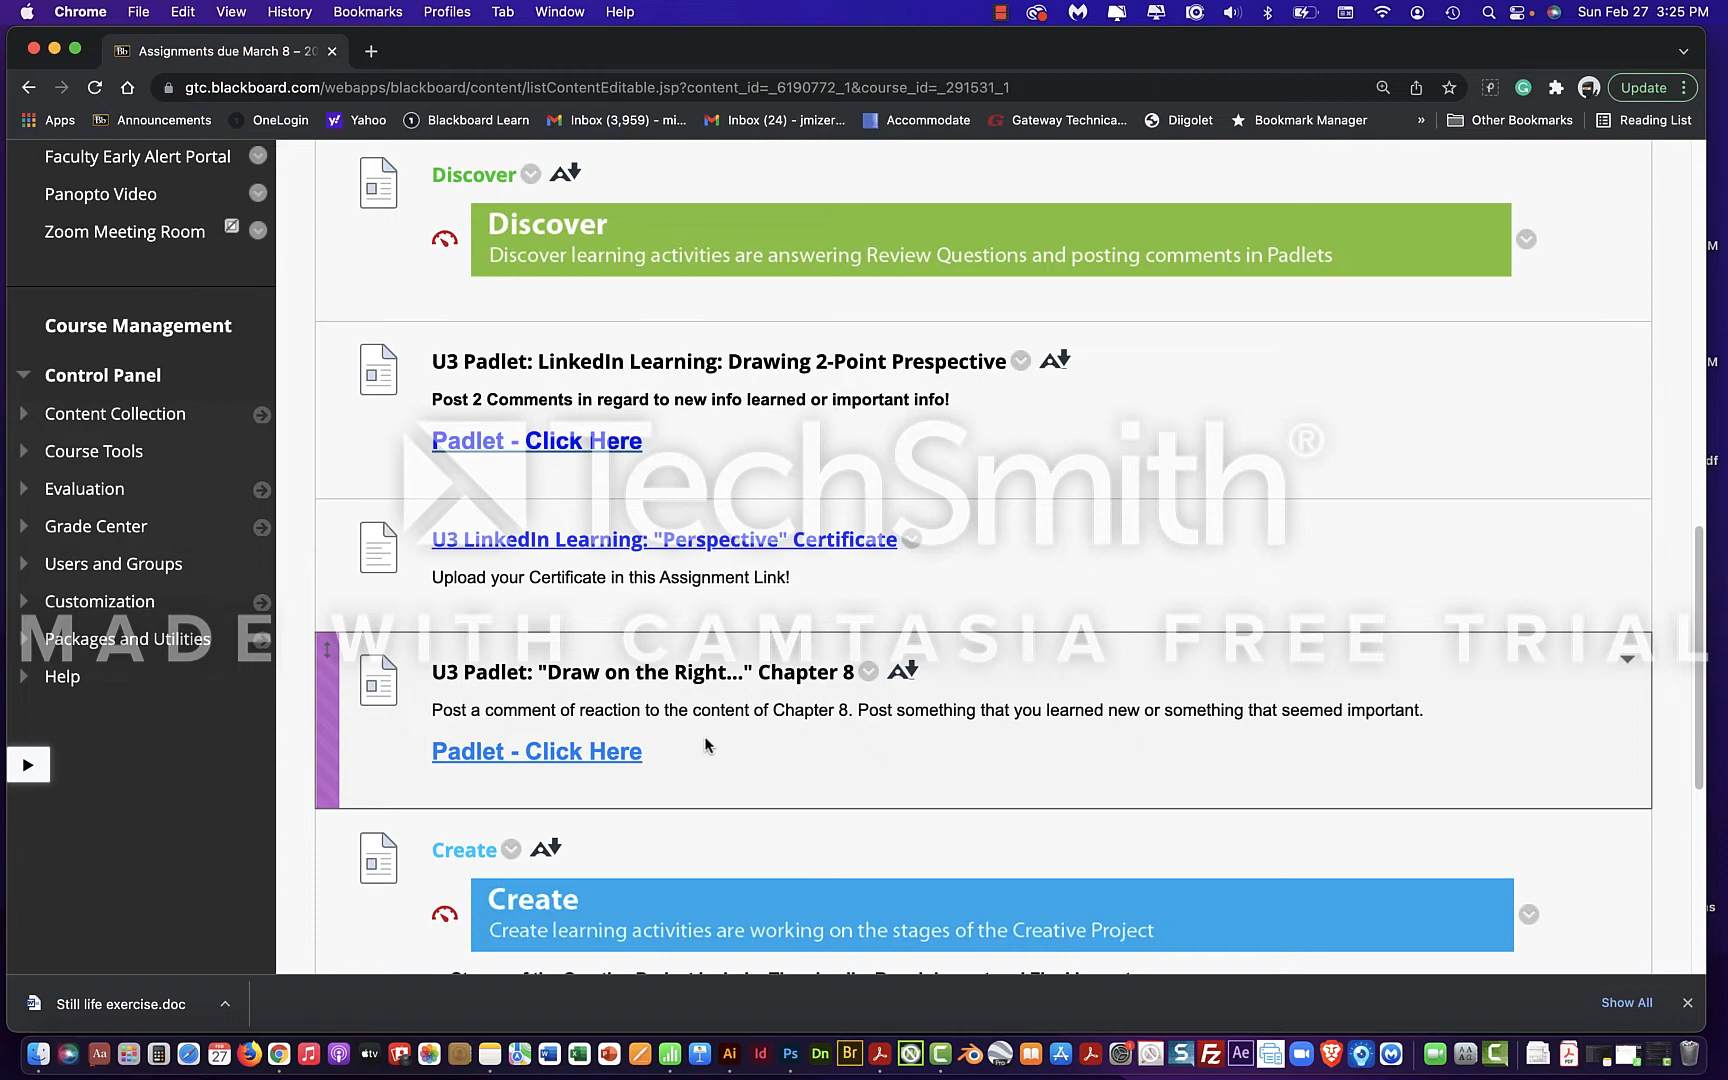 Chrome File Edit View History Bookmarks Profiles Tab Window Help Sun Feb 27 3:25 PM
Assignments due March 8 – 20
gtc.blackboard.com/webapps/blackboard/content/listContentEditable.jsp?content_id=_6190772_1&course_id=_291531_1 Update
Apps Announcements OneLogin Yahoo Blackboard Learn Inbox (3,959) - mi... Inbox (24) - jmizer... Accommodate Gateway Technica... Diigolet Bookmark Manager » Other Bookmarks Reading List
Faculty Early Alert Portal
Panopto Video
Zoom Meeting Room
Course Management
Control Panel
Content Collection
Course Tools
Evaluation
Grade Center
Users and Groups
Customization
Packages and Utilities
Help
Discover
Discover
Discover learning activities are answering Review Questions and posting comments in Padlets
U3 Padlet: LinkedIn Learning: Drawing 2-Point Prespective
Post 2 Comments in regard to new info learned or important info!
Padlet - Click Here
TechSmith®
U3 LinkedIn Learning: "Perspective" Certificate
Upload your Certificate in this Assignment Link!
MADE WITH CAMTASIA FREE TRIAL
U3 Padlet: "Draw on the Right..." Chapter 8
Post a comment of reaction to the content of Chapter 8. Post something that you learned new or something that seemed important.
Padlet - Click Here
Create
Create
Create learning activities are working on the stages of the Creative Project
Still life exercise.doc
Show All